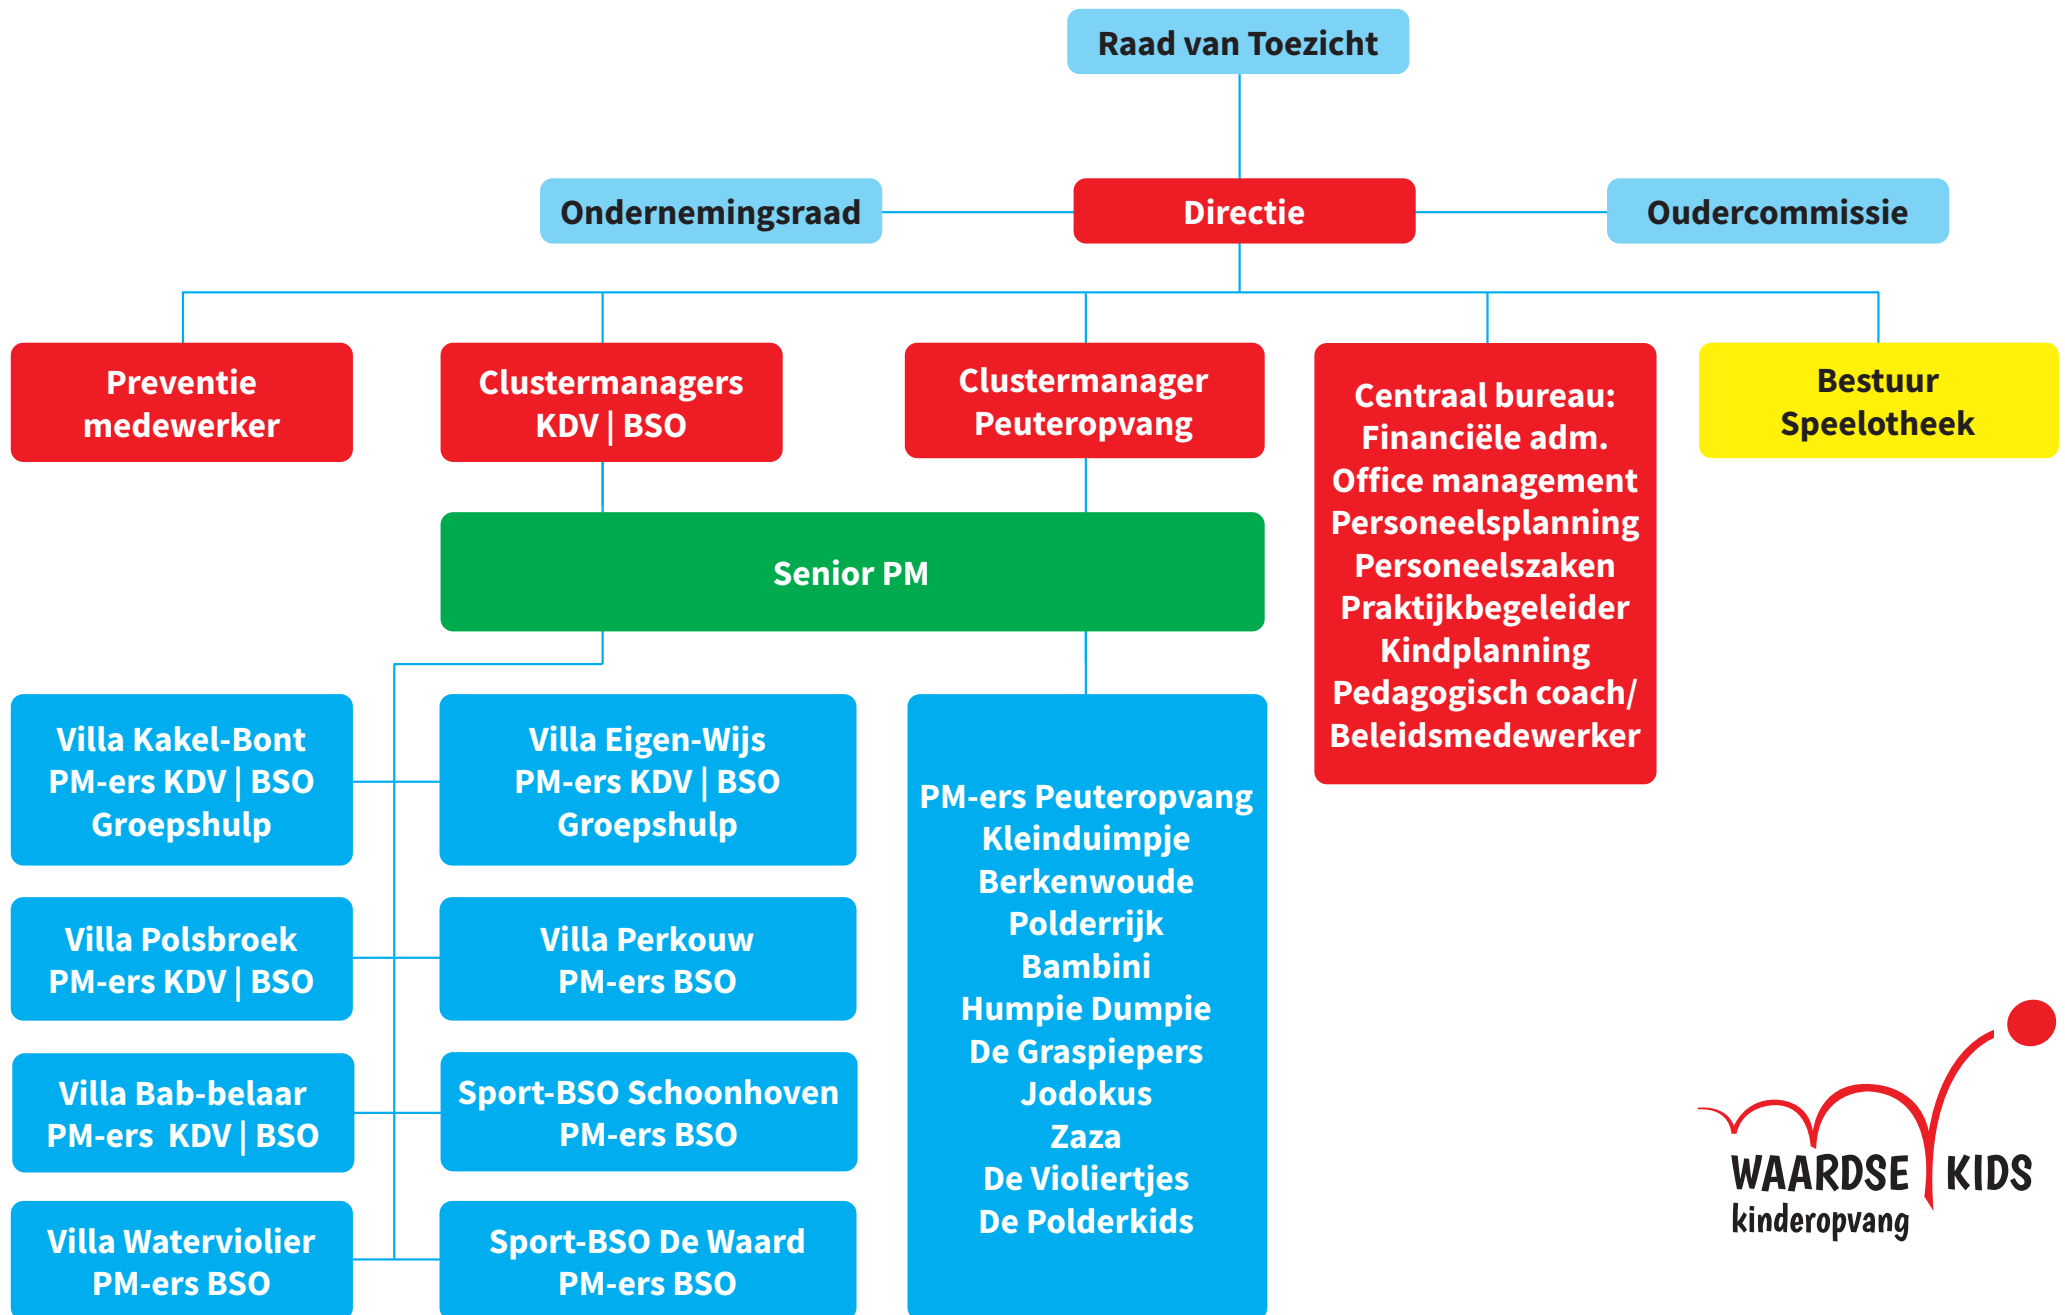 Raad van Toezicht
Ondernemingsraad
Directie
Oudercommissie
Preventie
medewerker
Clustermanagers
KDV | BSO
Clustermanager
Peuteropvang
Centraal bureau:
Financiële adm.
Office management
Personeelsplanning
Personeelszaken
Praktijkbegeleider
Kindplanning
Pedagogisch coach/
Beleidsmedewerker
Bestuur
Speelotheek
Senior PM
Villa Kakel-Bont
PM-ers KDV | BSO
Groepshulp
Villa Eigen-Wijs
PM-ers KDV | BSO
Groepshulp
Villa Polsbroek
PM-ers KDV | BSO
Villa Perkouw
PM-ers BSO
Villa Bab-belaar
PM-ers KDV | BSO
Sport-BSO Schoonhoven
PM-ers BSO
Villa Waterviolier
PM-ers BSO
Sport-BSO De Waard
PM-ers BSO
PM-ers Peuteropvang
Kleinduimpje
Berkenwoude
Polderrijk
Bambini
Humpie Dumpie
De Graspiepers
Jodokus
Zaza
De Violiertjes
De Polderkids
WAARDSE KIDS
kinderopvang